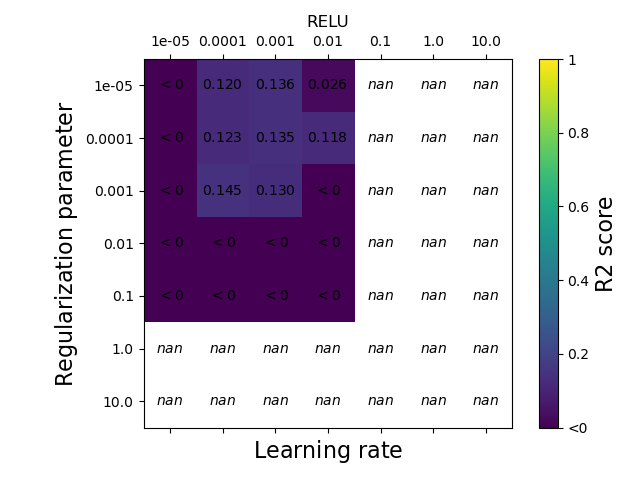 RELU
1e-05 0.0001 0.001 0.01 0.1 1.0 10.0
1e-05 < 0 0.120 0.136 0.026 nan nan nan
0.0001 < 0 0.123 0.135 0.118 nan nan nan
0.001 < 0 0.145 0.130 < 0 nan nan nan
0.01 < 0 < 0 < 0 < 0 nan nan nan
0.1 < 0 < 0 < 0 < 0 nan nan nan
1.0 nan nan nan nan nan nan nan
10.0 nan nan nan nan nan nan nan
Regularization parameter
Learning rate
1
0.8
0.6
0.4
0.2
<0
R2 score